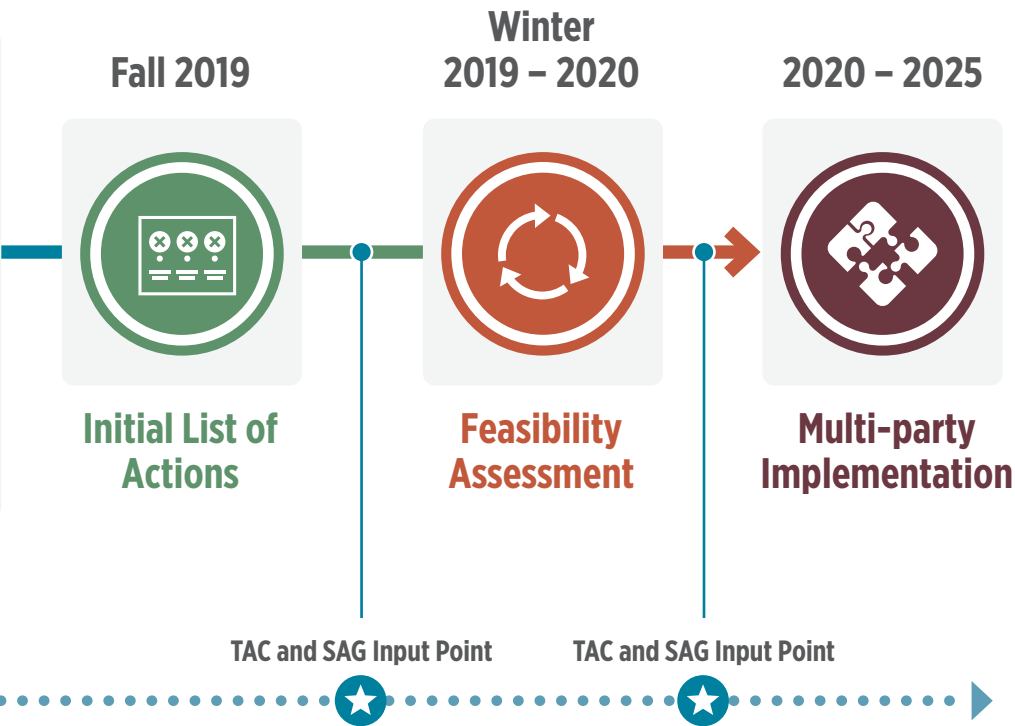 Fall 2019
Winter
2019 – 2020
2020 – 2025
Initial List of
Actions
Feasibility
Assessment
Multi-party
Implementation
TAC and SAG Input Point
TAC and SAG Input Point